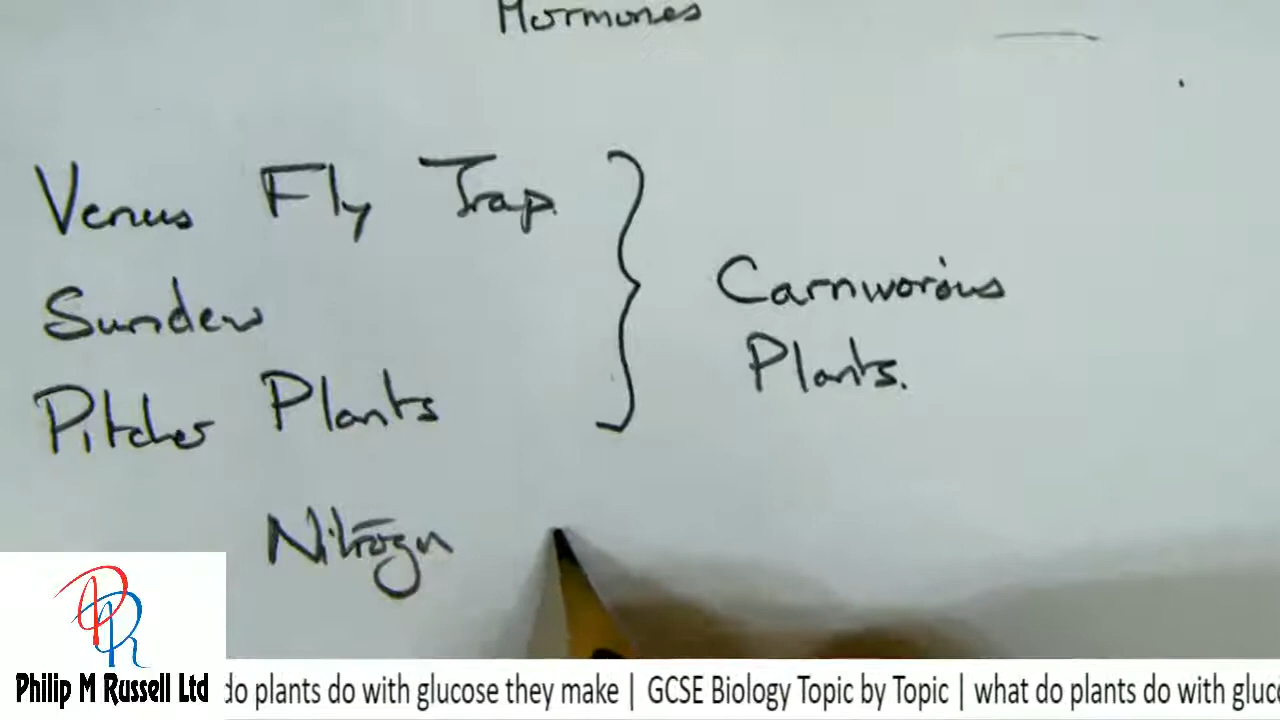 Hormones
Venus Fly Trap
Sundew
Pitcher Plants
Carnivorous
Plants.
Nitrogen
Philip M Russell Ltd
do plants do with glucose they make | GCSE Biology Topic by Topic | what do plants do with gluc